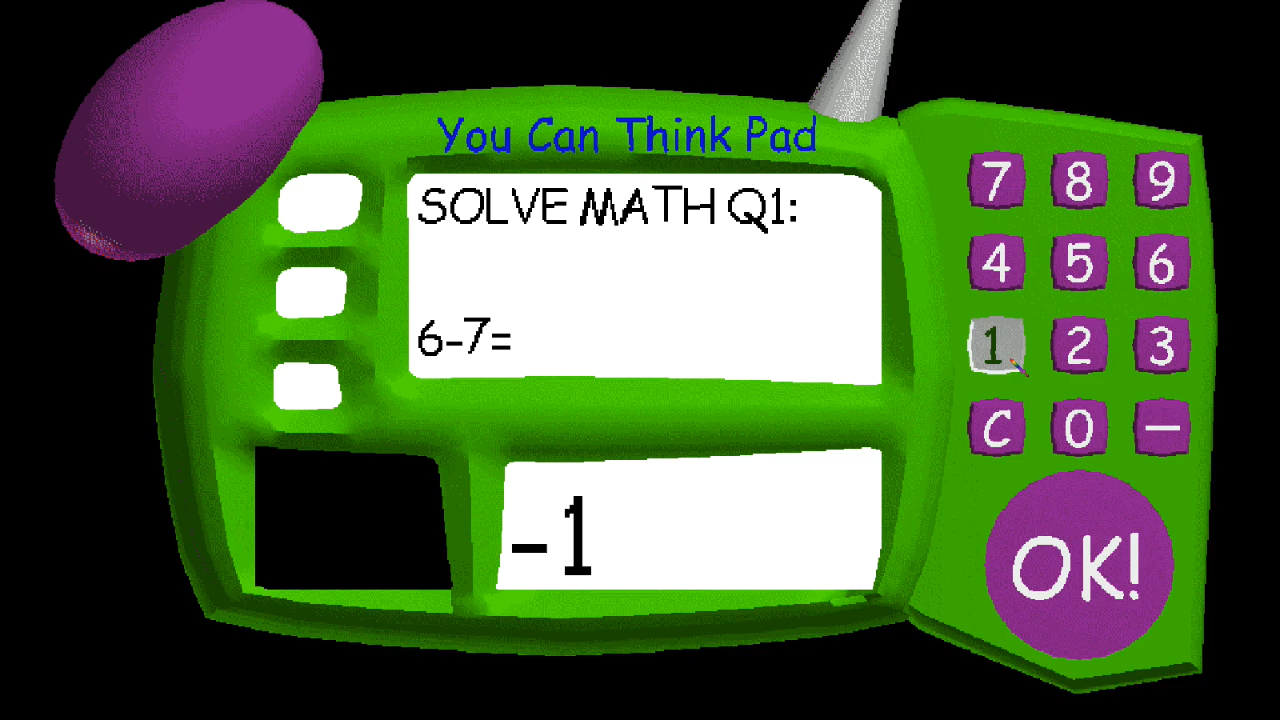 You Can Think Pad
SOLVE MATH Q1:
6-7=
-1
7 8 9
4 5 6
1 2 3
C 0 -
OK!